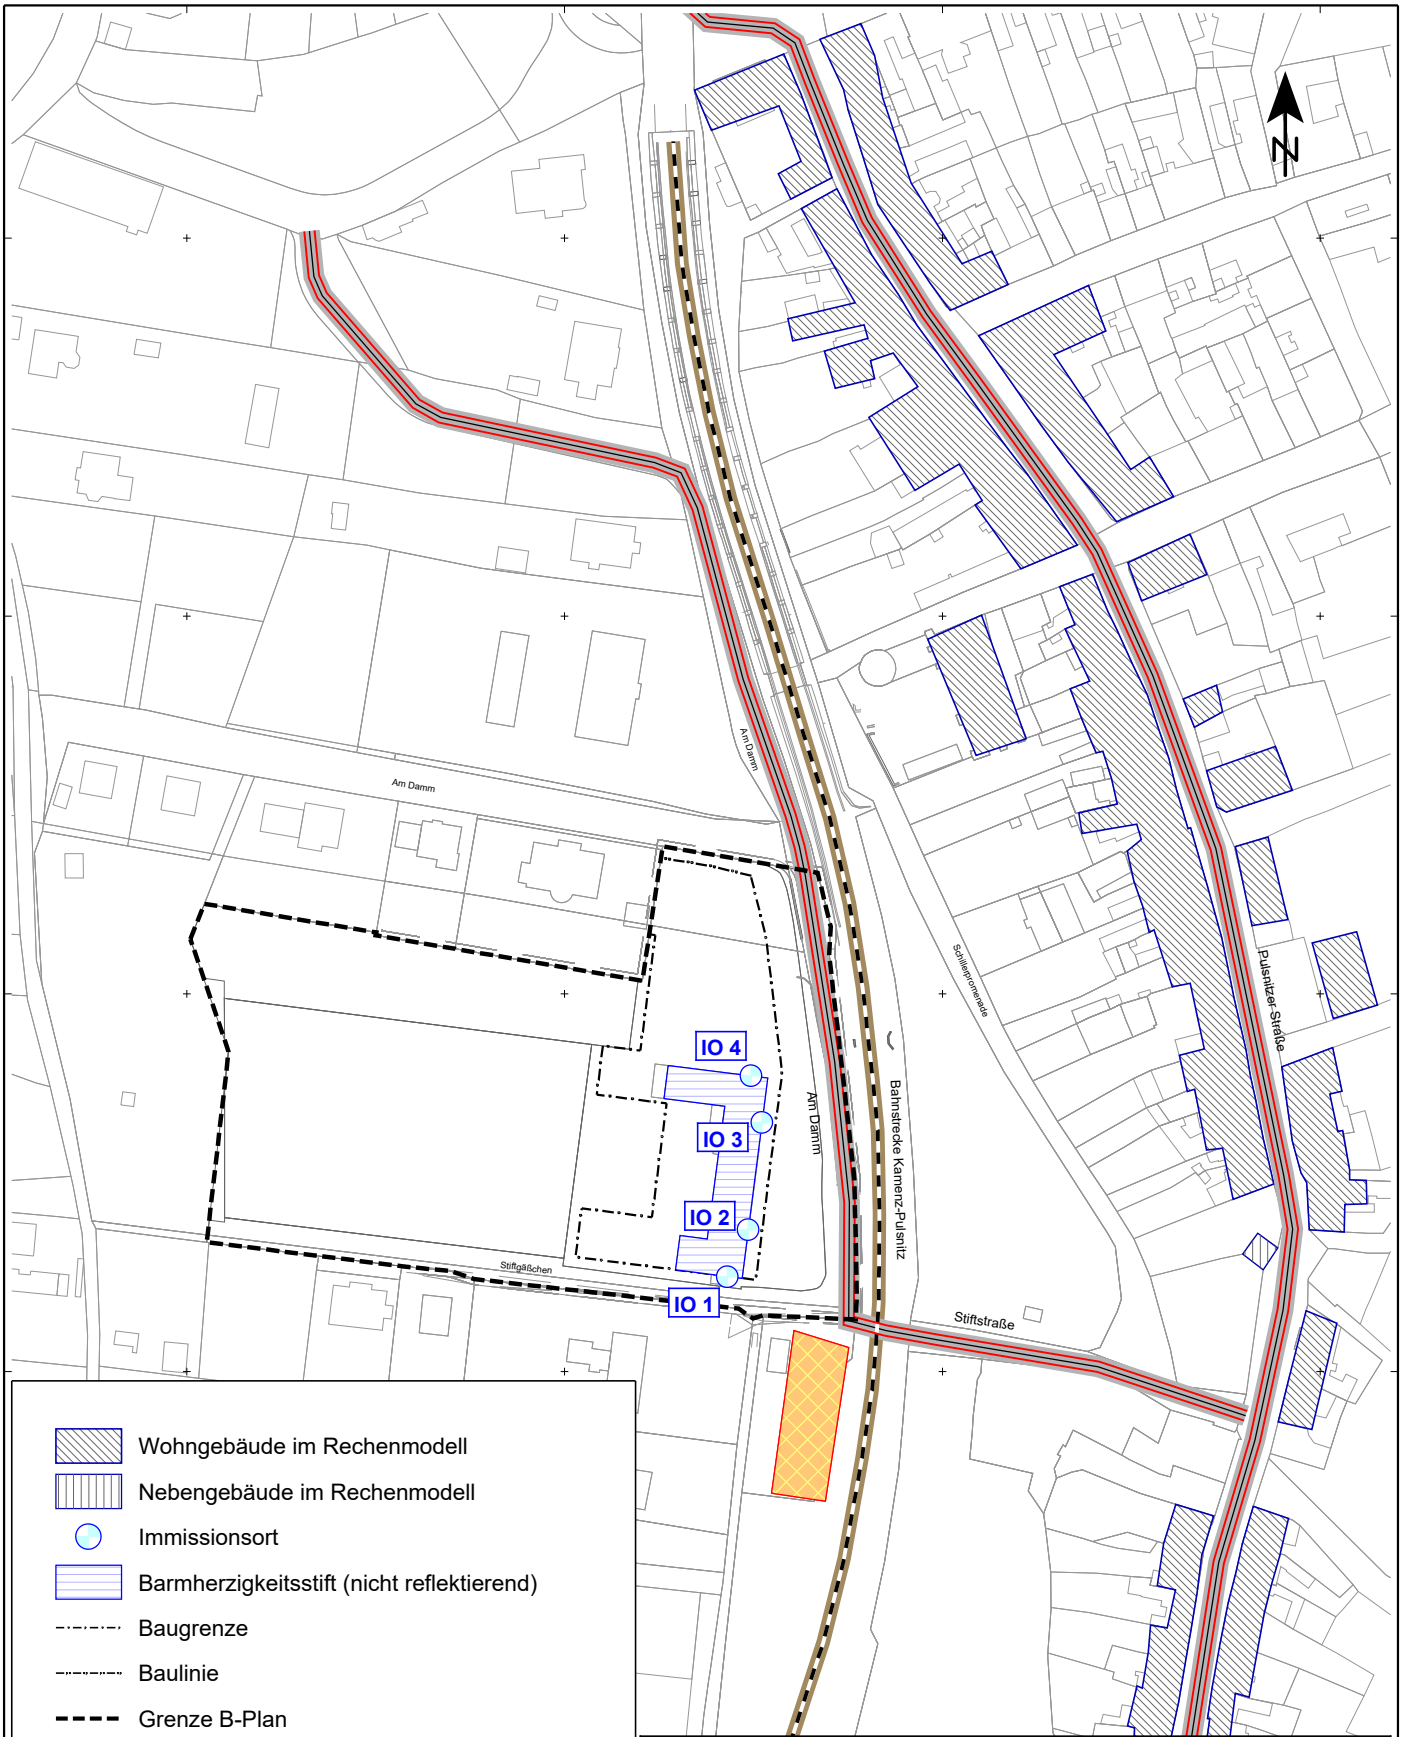 N
Am Damm
Am Damm
Schillerpromenade
Pulsnitzer Straße
IO 4
IO 3
Am Damm
Bahnstrecke Kamenz-Pulsnitz
IO 2
Stiftgäßchen
IO 1
Stiftstraße
Wohngebäude im Rechenmodell
Nebengebäude im Rechenmodell
Immissionsort
Barmherzigkeitsstift (nicht reflektierend)
Baugrenze
Baulinie
Grenze B-Plan